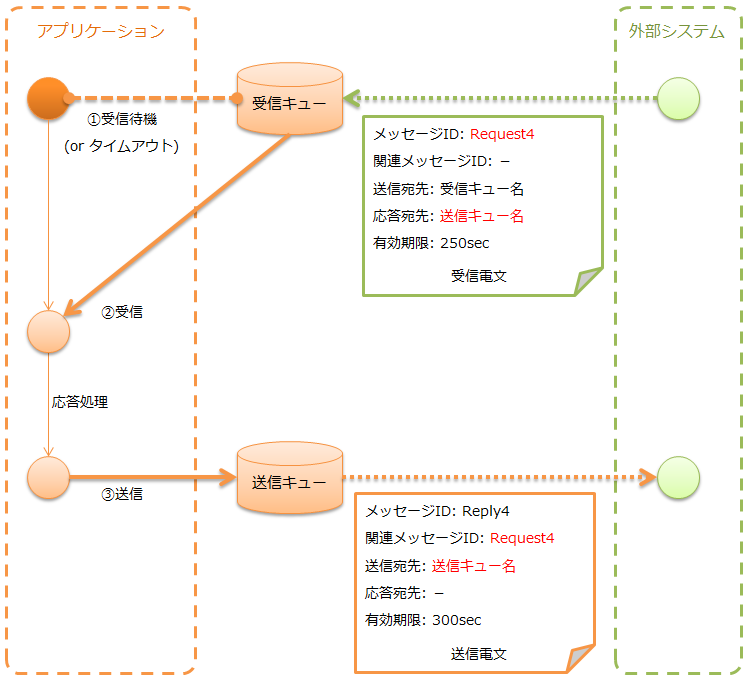 アプリケーション
外部システム
受信キュー
①受信待機
(or タイムアウト)
メッセージID: Request4
関連メッセージID: －
送信宛先: 受信キュー名
応答宛先: 送信キュー名
有効期限: 250sec
受信電文
②受信
応答処理
送信キュー
③送信
メッセージID: Reply4
関連メッセージID: Request4
送信宛先: 送信キュー名
応答宛先: －
有効期限: 300sec
送信電文